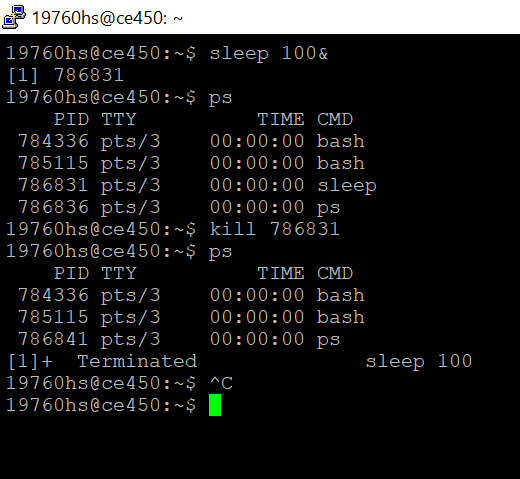 19760hs@ce450: ~
19760hs@ce450:~$ sleep 100&
[1] 786831
19760hs@ce450:~$ ps
    PID TTY          TIME CMD
 784336 pts/3    00:00:00 bash
 785115 pts/3    00:00:00 bash
 786831 pts/3    00:00:00 sleep
 786836 pts/3    00:00:00 ps
19760hs@ce450:~$ kill 786831
19760hs@ce450:~$ ps
    PID TTY          TIME CMD
 784336 pts/3    00:00:00 bash
 785115 pts/3    00:00:00 bash
 786841 pts/3    00:00:00 ps
[1]+  Terminated                 sleep 100
19760hs@ce450:~$ ^C
19760hs@ce450:~$